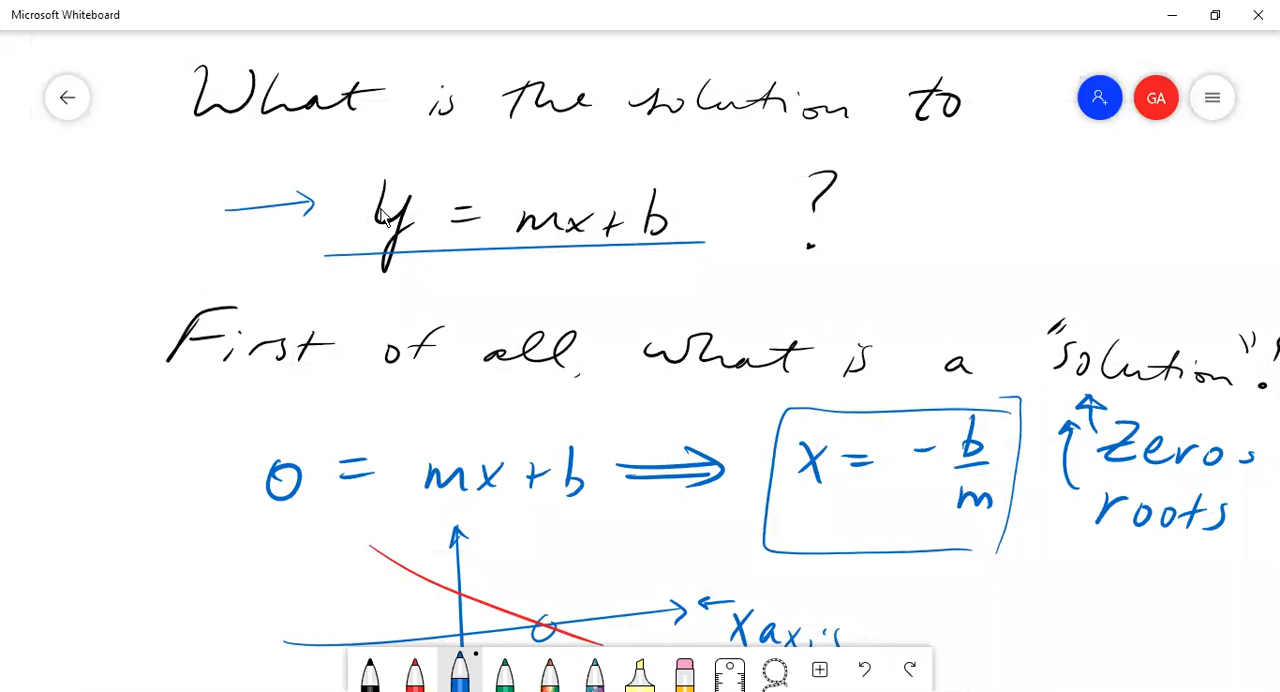 Microsoft Whiteboard
What is the solution to
GA
→ y = mx + b ?
First of all, what is a "solution"?
0 = mx + b ⟹ x = - b/m
zeros
roots
← x axis